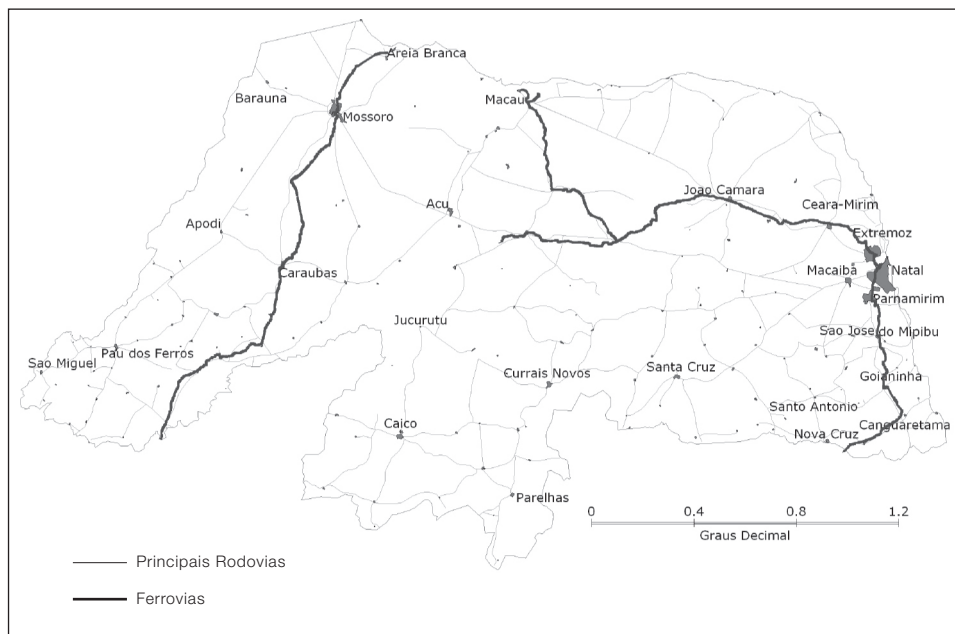 Areia Branca
Barauna
Macau
Mossoro
Joao Camara
Acu
Ceara-Mirim
Apodi
Extremoz
Caraubas
Macaiba
Natal
Parnamirim
Jucurutu
Sao Jose do Mipibu
Pau dos Ferros
Sao Miguel
Currais Novos
Santa Cruz
Goianinha
Santo Antonio
Caico
Canguaretama
Nova Cruz
Parelhas
0 0.4 0.8 1.2
Graus Decimal
Principais Rodovias
Ferrovias